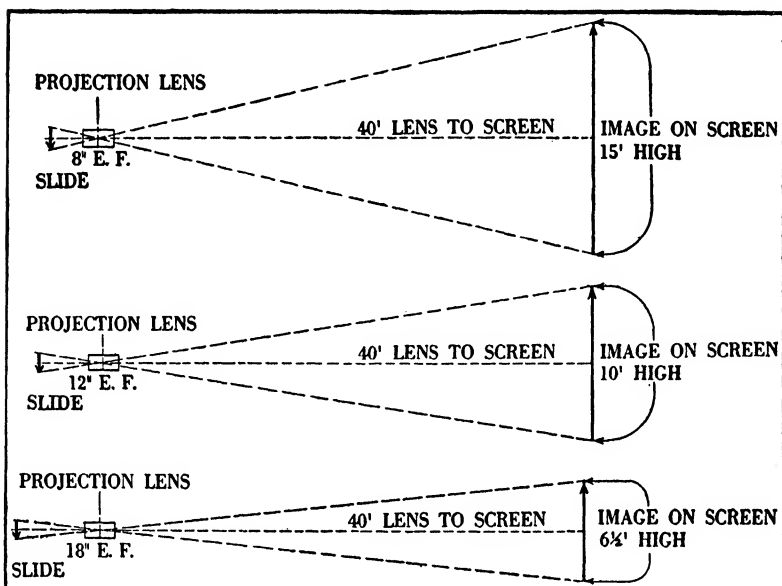 PROJECTION LENS
40' LENS TO SCREEN
IMAGE ON SCREEN
15' HIGH
8" E. F.
SLIDE
PROJECTION LENS
40' LENS TO SCREEN
IMAGE ON SCREEN
10' HIGH
12" E. F.
SLIDE
PROJECTION LENS
40' LENS TO SCREEN
IMAGE ON SCREEN
6½' HIGH
18" E. F.
SLIDE